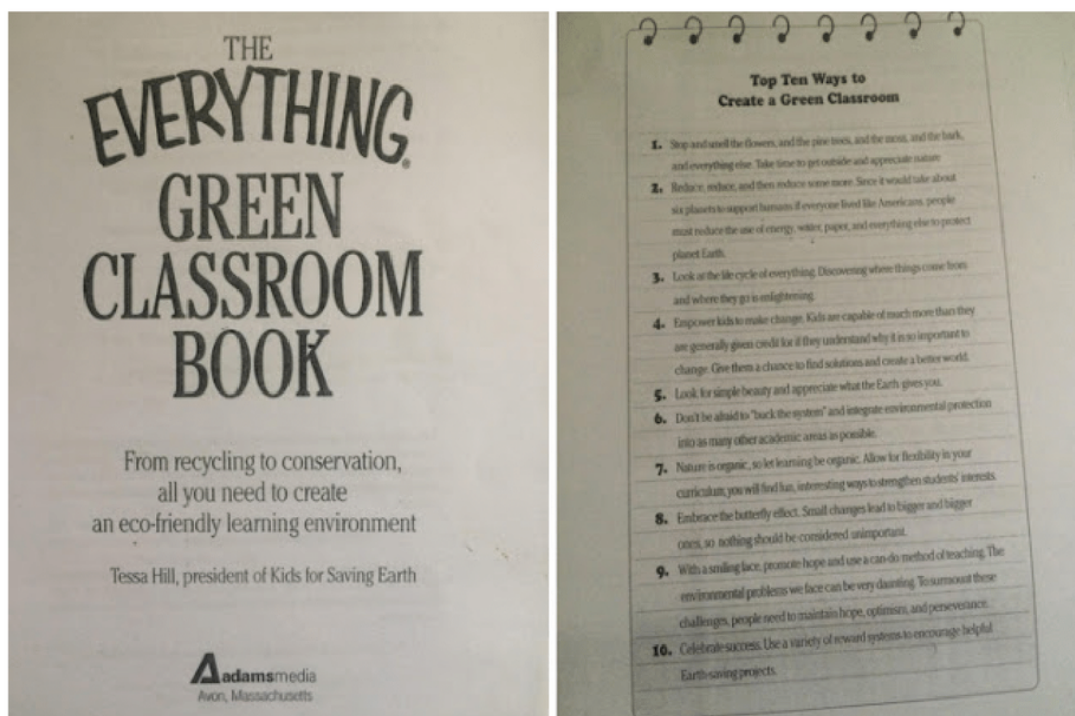 THE
EVERYTHING®
GREEN
CLASSROOM
BOOK
From recycling to conservation,
all you need to create
an eco-friendly learning environment
Tessa Hill, president of Kids for Saving Earth
adamsmedia
Avon, Massachusetts
Top Ten Ways to
Create a Green Classroom
1. Stop and smell the flowers, and the pine trees, and the moss, and the bark,
and everything else. Take time to get outside and appreciate nature
2. Reduce, reduce, and then reduce some more. Since it would take about
six planets to support humans if everyone lived like Americans, people
must reduce the use of energy, water, paper, and everything else to protect
planet Earth.
3. Look at the life cycle of everything. Discovering where things come from
and where they go is enlightening.
4. Empower kids to make change. Kids are capable of much more than they
are generally given credit for if they understand why it is so important to
change. Give them a chance to find solutions and create a better world.
5. Look for simple beauty and appreciate what the Earth gives you.
6. Don't be afraid to "buck the system" and integrate environmental protection
into as many other academic areas as possible.
7. Nature is organic, so let learning be organic. Allow for flexibility in your
curriculum; you will find fun, interesting ways to strengthen students' interests.
8. Embrace the butterfly effect. Small changes lead to bigger and bigger
ones, so nothing should be considered unimportant.
9. With a smiling face, promote hope and use a can-do method of teaching. The
environmental problems we face can be very daunting. To surmount these
challenges, people need to maintain hope, optimism, and perseverance.
10. Celebrate success. Use a variety of reward systems to encourage helpful
Earth-saving projects.